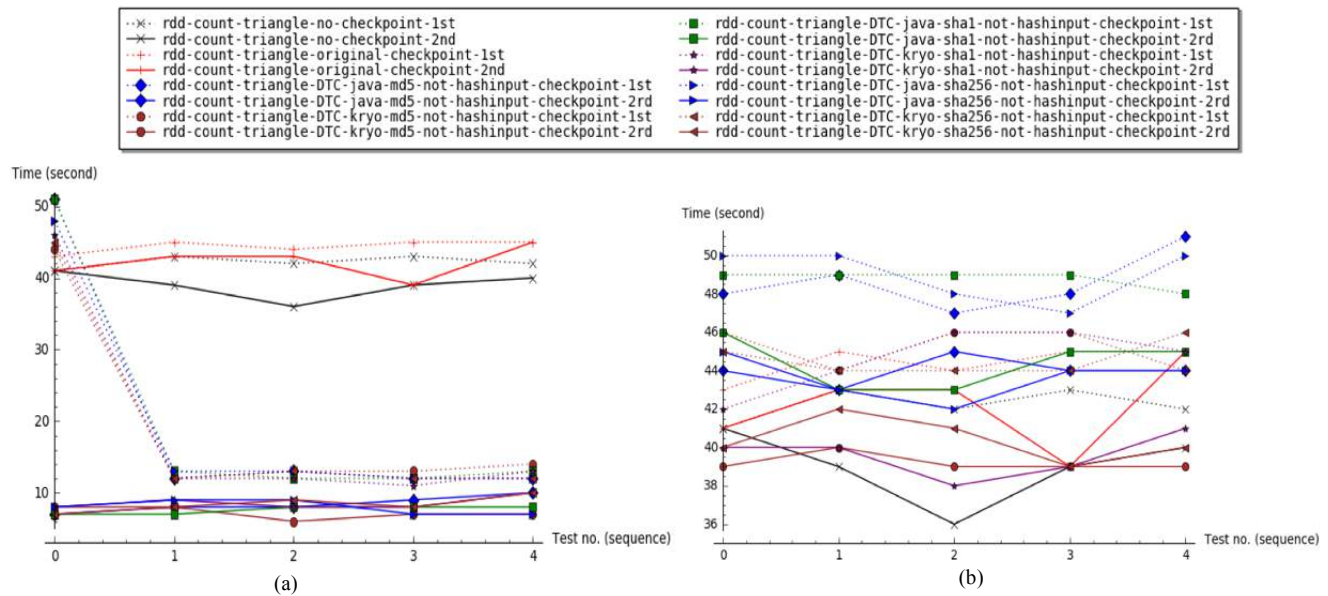 rdd-count-triangle-no-checkpoint-1st
rdd-count-triangle-no-checkpoint-2nd
rdd-count-triangle-original-checkpoint-1st
rdd-count-triangle-original-checkpoint-2nd
rdd-count-triangle-DTC-java-md5-not-hashinput-checkpoint-1st
rdd-count-triangle-DTC-java-md5-not-hashinput-checkpoint-2rd
rdd-count-triangle-DTC-kryo-md5-not-hashinput-checkpoint-1st
rdd-count-triangle-DTC-kryo-md5-not-hashinput-checkpoint-2rd
rdd-count-triangle-DTC-java-sha1-not-hashinput-checkpoint-1st
rdd-count-triangle-DTC-java-sha1-not-hashinput-checkpoint-2rd
rdd-count-triangle-DTC-kryo-sha1-not-hashinput-checkpoint-1st
rdd-count-triangle-DTC-kryo-sha1-not-hashinput-checkpoint-2rd
rdd-count-triangle-DTC-java-sha256-not-hashinput-checkpoint-1st
rdd-count-triangle-DTC-java-sha256-not-hashinput-checkpoint-2rd
rdd-count-triangle-DTC-kryo-sha256-not-hashinput-checkpoint-1st
rdd-count-triangle-DTC-kryo-sha256-not-hashinput-checkpoint-2rd
Time (second)
50
40
30
20
10
0 1 2 3 4
Test no. (sequence)
(a)
Time (second)
50
48
46
44
42
40
38
36
0 1 2 3 4
Test no. (sequence)
(b)